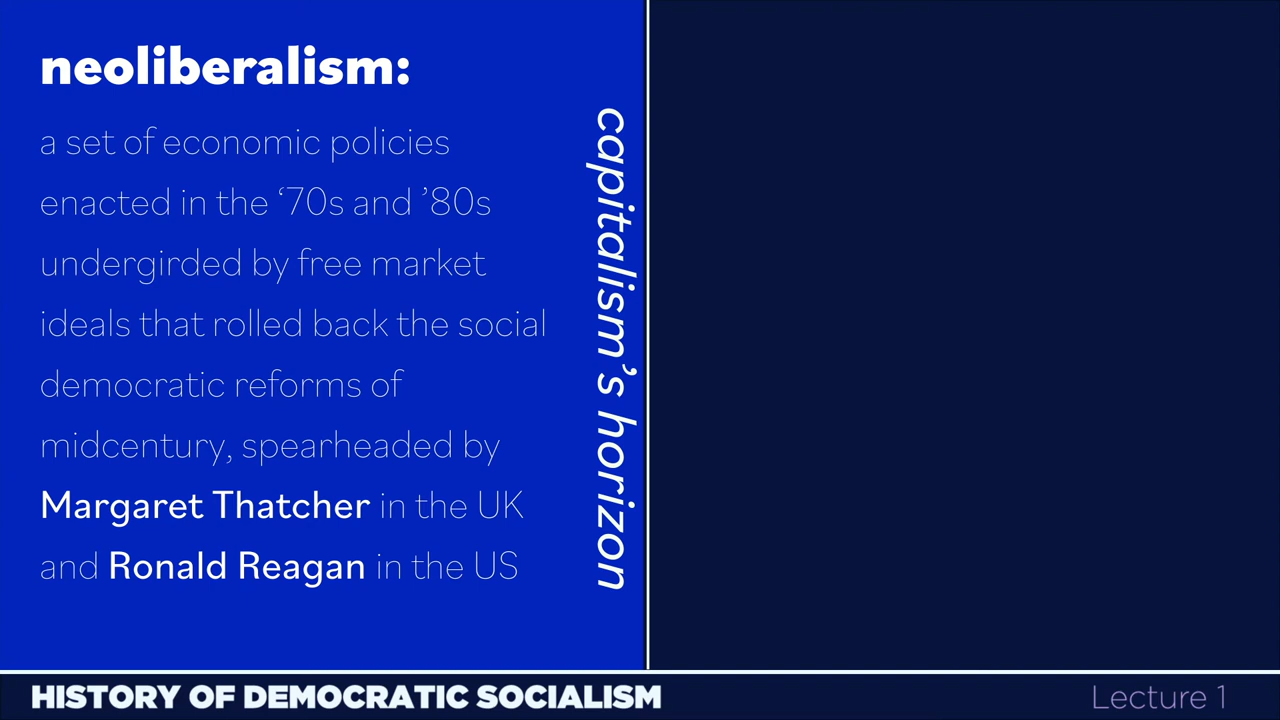 neoliberalism:
a set of economic policies
enacted in the ‘70s and ’80s
undergirded by free market
ideals that rolled back the social
democratic reforms of
midcentury, spearheaded by
Margaret Thatcher in the UK
and Ronald Reagan in the US
capitalism’s horizon
HISTORY OF DEMOCRATIC SOCIALISM
Lecture 1